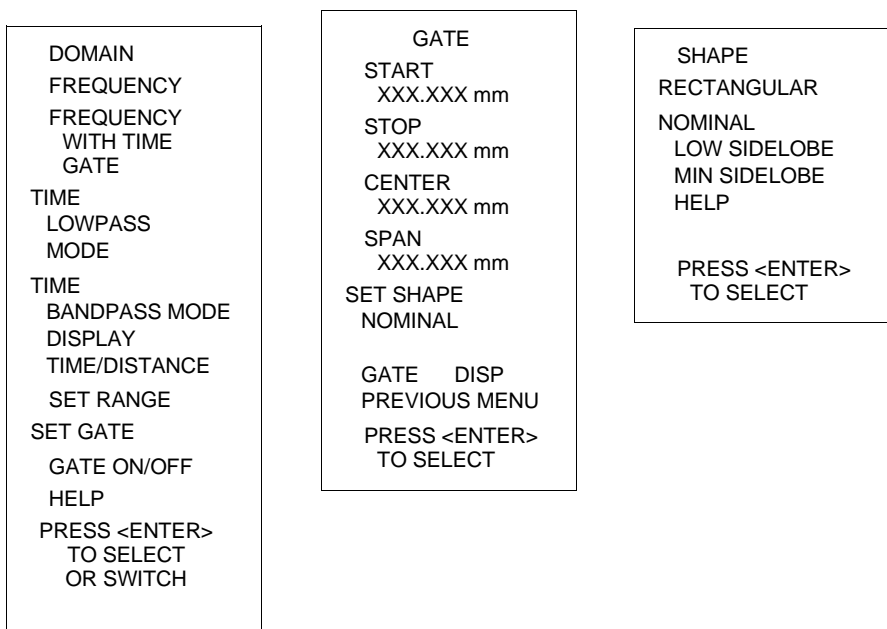 DOMAIN
FREQUENCY
FREQUENCY
WITH TIME
GATE
TIME
LOWPASS
MODE
TIME
BANDPASS MODE
DISPLAY
TIME/DISTANCE
SET RANGE
SET GATE
GATE ON/OFF
HELP
PRESS <ENTER>
TO SELECT
OR SWITCH
GATE
START
XXX.XXX mm
STOP
XXX.XXX mm
CENTER
XXX.XXX mm
SPAN
XXX.XXX mm
SET SHAPE
NOMINAL
GATE DISP
PREVIOUS MENU
PRESS <ENTER>
TO SELECT
SHAPE
RECTANGULAR
NOMINAL
LOW SIDELOBE
MIN SIDELOBE
HELP
PRESS <ENTER>
TO SELECT